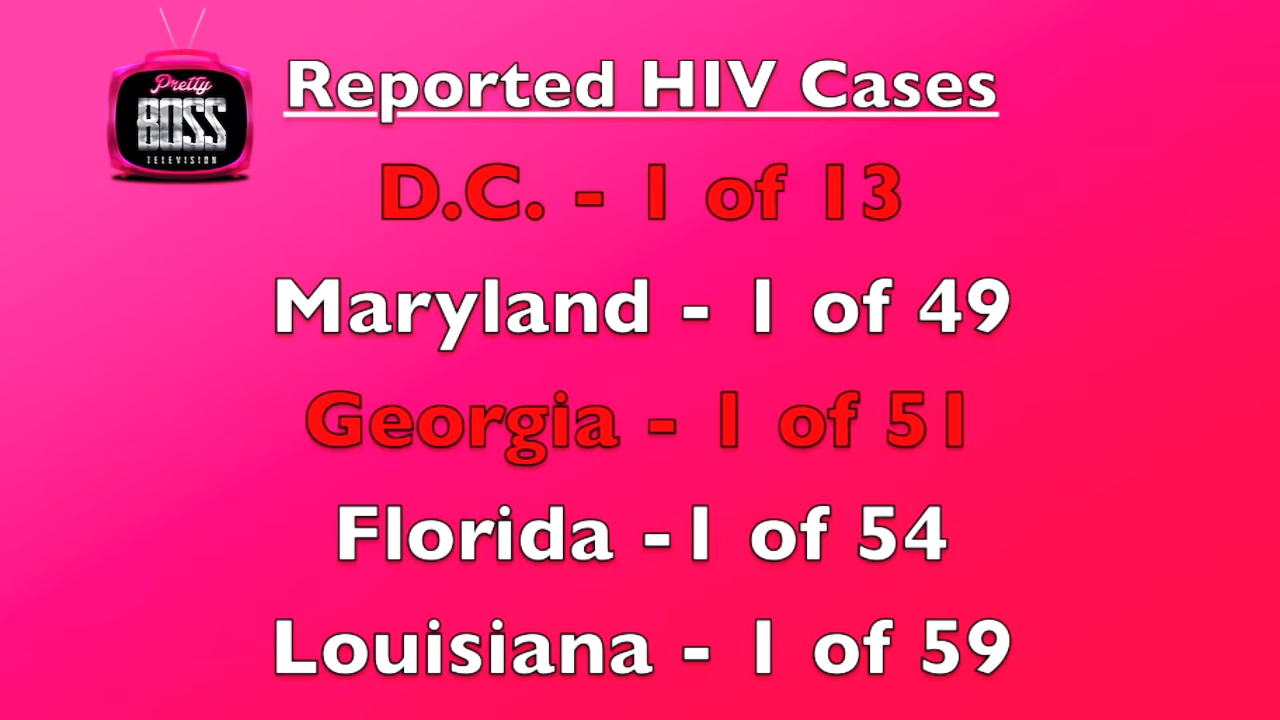 Pretty
BOSS
TELEVISION
Reported HIV Cases
D.C. - 1 of 13
Maryland - 1 of 49
Georgia - 1 of 51
Florida -1 of 54
Louisiana - 1 of 59